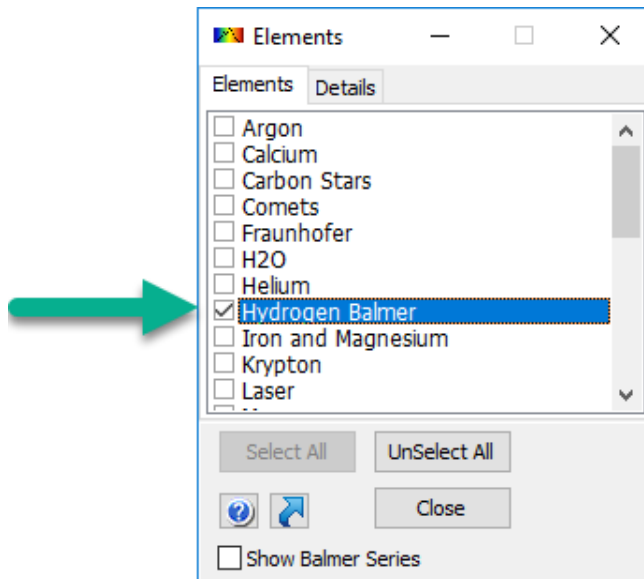 Elements
Elements Details
Argon
Calcium
Carbon Stars
Comets
Fraunhofer
H2O
Helium
Hydrogen Balmer
Iron and Magnesium
Krypton
Laser
Select All UnSelect All
Close
Show Balmer Series